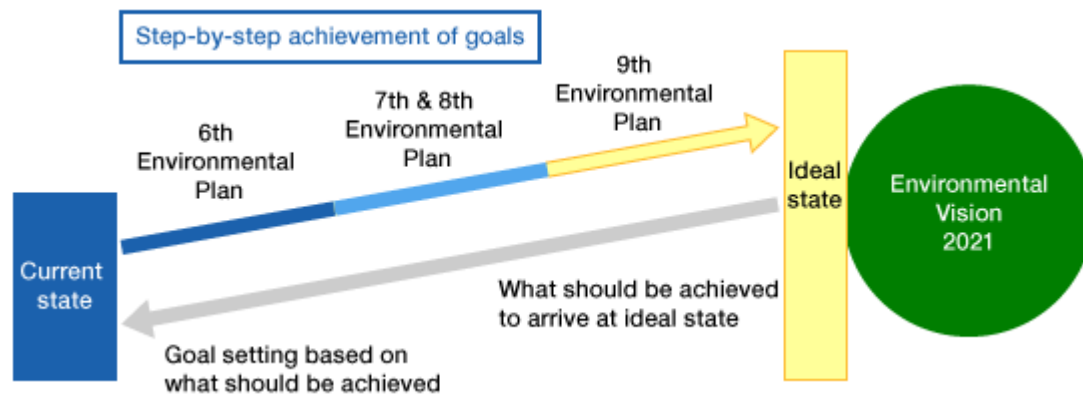 Step-by-step achievement of goals
6th
Environmental
Plan
7th & 8th
Environmental
Plan
9th
Environmental
Plan
Current
state
Ideal
state
Environmental
Vision
2021
What should be achieved
to arrive at ideal state
Goal setting based on
what should be achieved